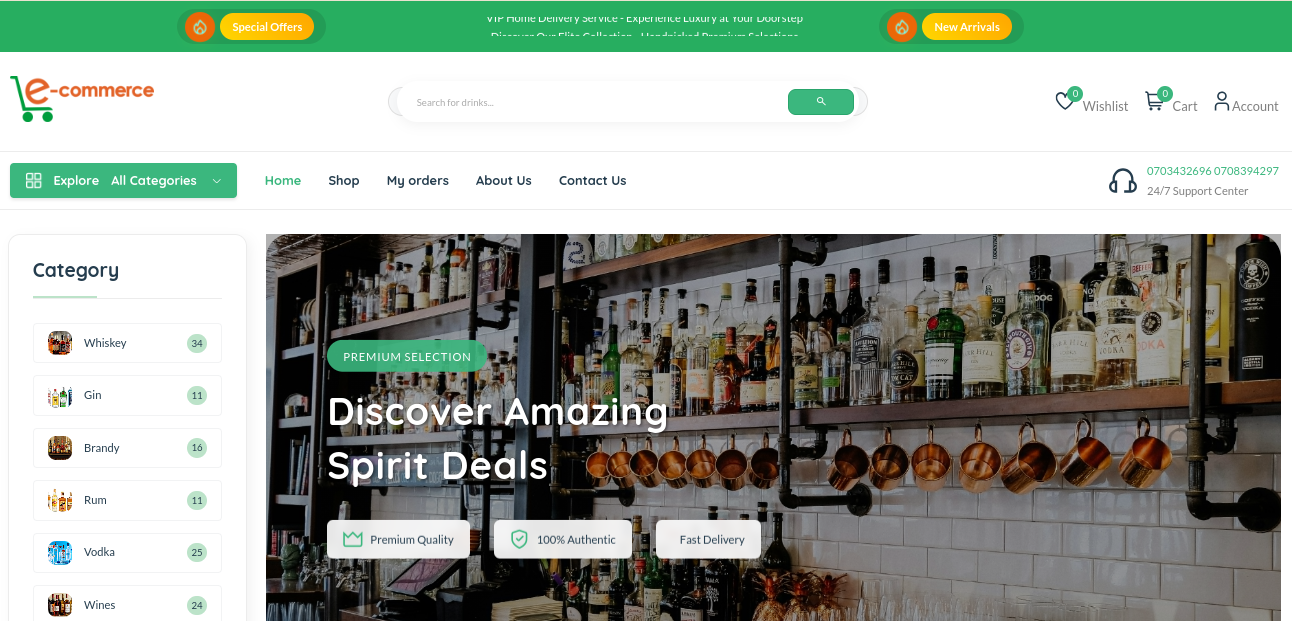 Special Offers
VIP Home Delivery Service - Experience Luxury at Your Doorstep
Discover Our Elite Collection - Handpicked Premium Selections
New Arrivals
e-commerce
Search for drinks...
0
Wishlist
0
Cart
Account
Explore All Categories
Home
Shop
My orders
About Us
Contact Us
0703432696 0708394297
24/7 Support Center
Category
Whiskey 34
Gin 11
Brandy 16
Rum 11
Vodka 25
Wines 24
PREMIUM SELECTION
Discover Amazing
Spirit Deals
Premium Quality
100% Authentic
Fast Delivery